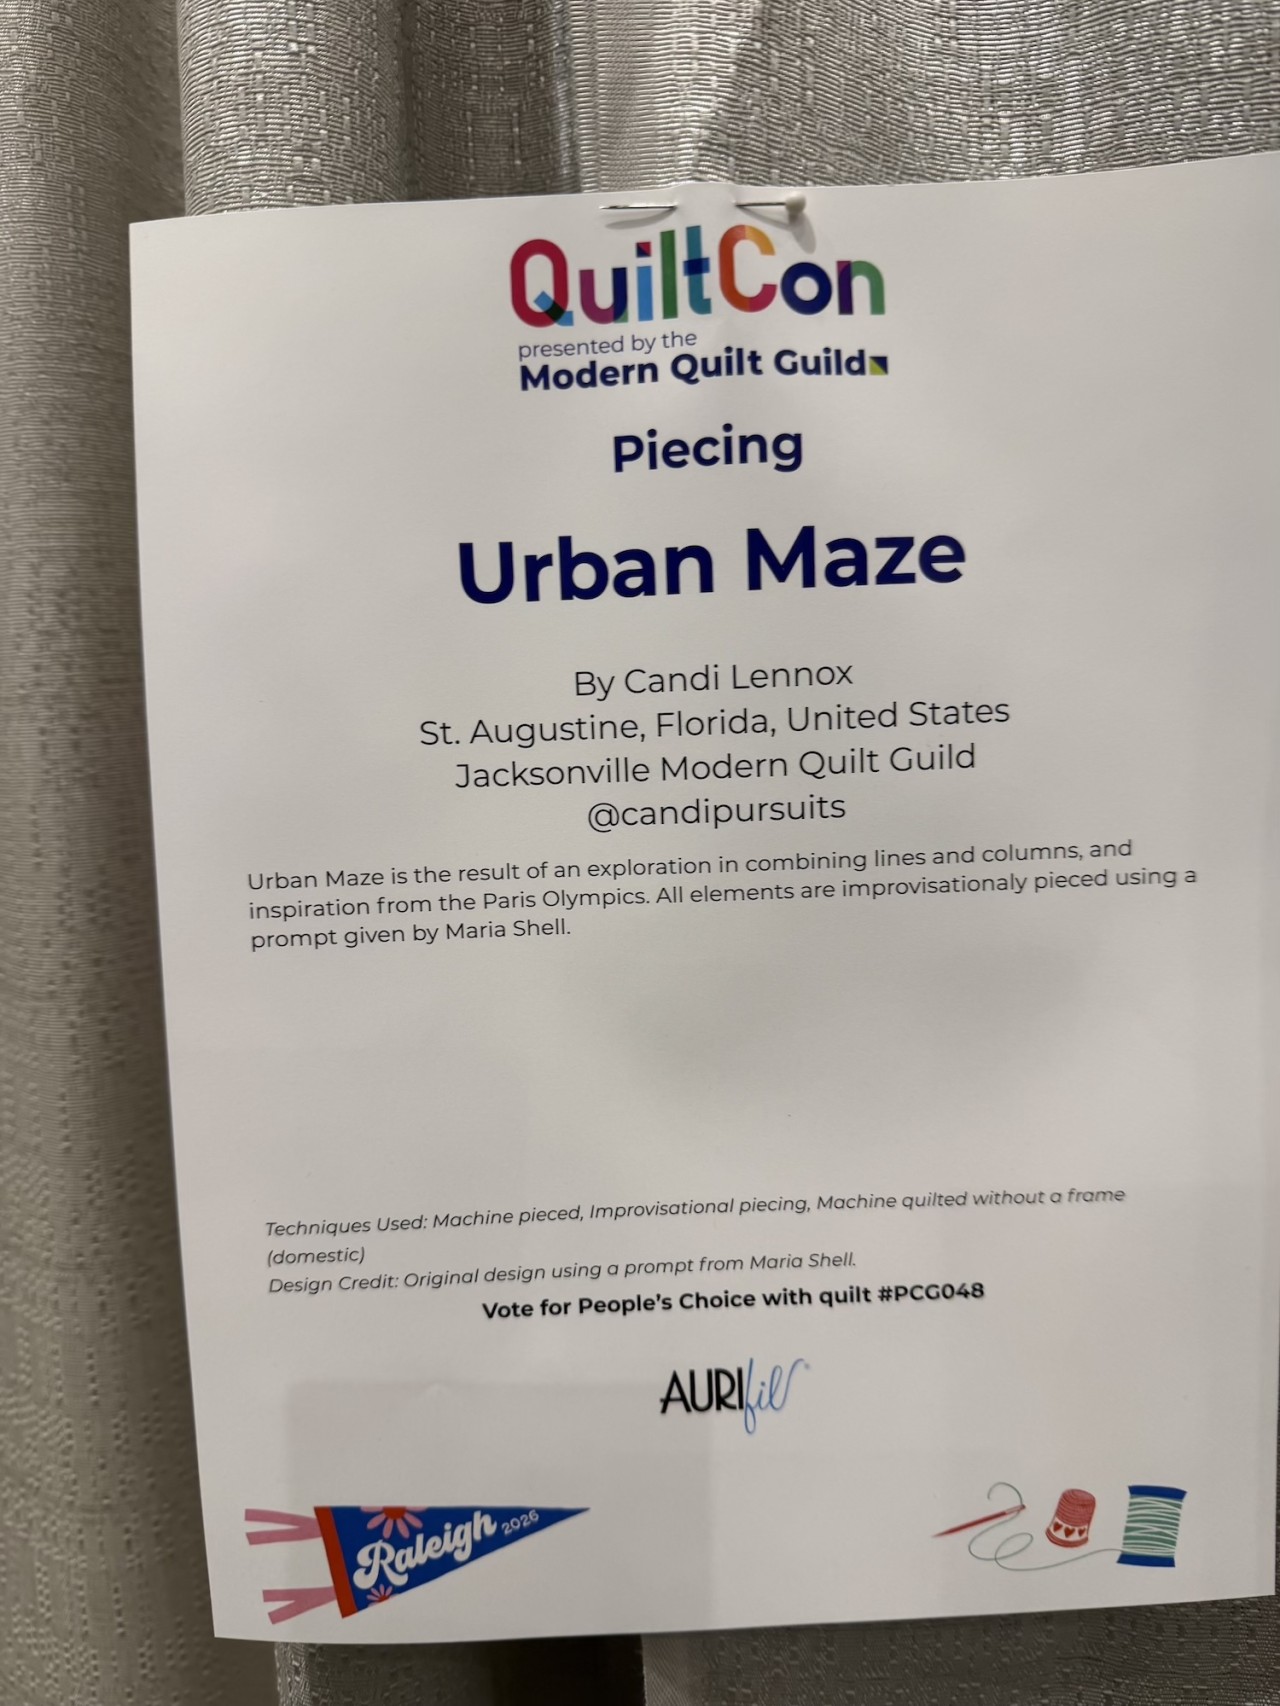 QuiltCon
presented by the
Modern Quilt Guild
Piecing
Urban Maze
By Candi Lennox
St. Augustine, Florida, United States
Jacksonville Modern Quilt Guild
@candipursuits
Urban Maze is the result of an exploration in combining lines and columns, and
inspiration from the Paris Olympics. All elements are improvisationaly pieced using a
prompt given by Maria Shell.
Techniques Used: Machine pieced, Improvisational piecing, Machine quilted without a frame
(domestic)
Design Credit: Original design using a prompt from Maria Shell.
Vote for People's Choice with quilt #PCG048
AURIfil
Raleigh 2026